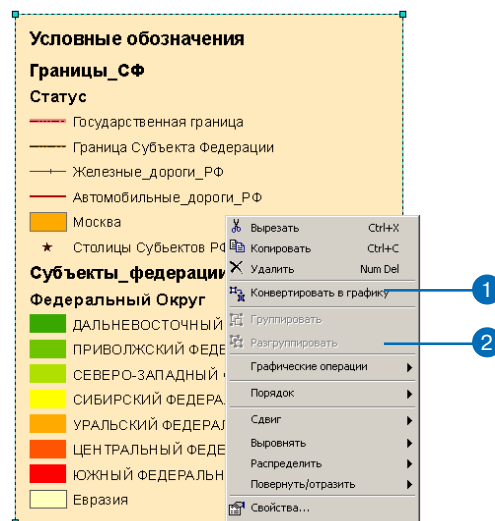 Условные обозначения
Границы_СФ
Статус
Государственная граница
Граница Субъекта Федерации
Железные_дороги_РФ
Автомобильные_дороги_РФ
Москва
Столицы Субъектов РФ
Субъекты_федерации
Федеральный Округ
ДАЛЬНЕВОСТОЧНЫЙ
ПРИВОЛЖСКИЙ ФЕДЕ
СЕВЕРО-ЗАПАДНЫЙ
СИБИРСКИЙ ФЕДЕРА
УРАЛЬСКИЙ ФЕДЕРАЛ
ЦЕНТРАЛЬНЫЙ ФЕДЕ
ЮЖНЫЙ ФЕДЕРАЛЬН
Евразия
Вырезать Ctrl+X
Копировать Ctrl+C
Удалить Num Del
Конвертировать в графику
Группировать
Разгруппировать
Графические операции
Порядок
Сдвиг
Выровнять
Распределить
Повернуть/отразить
Свойства...
1
2